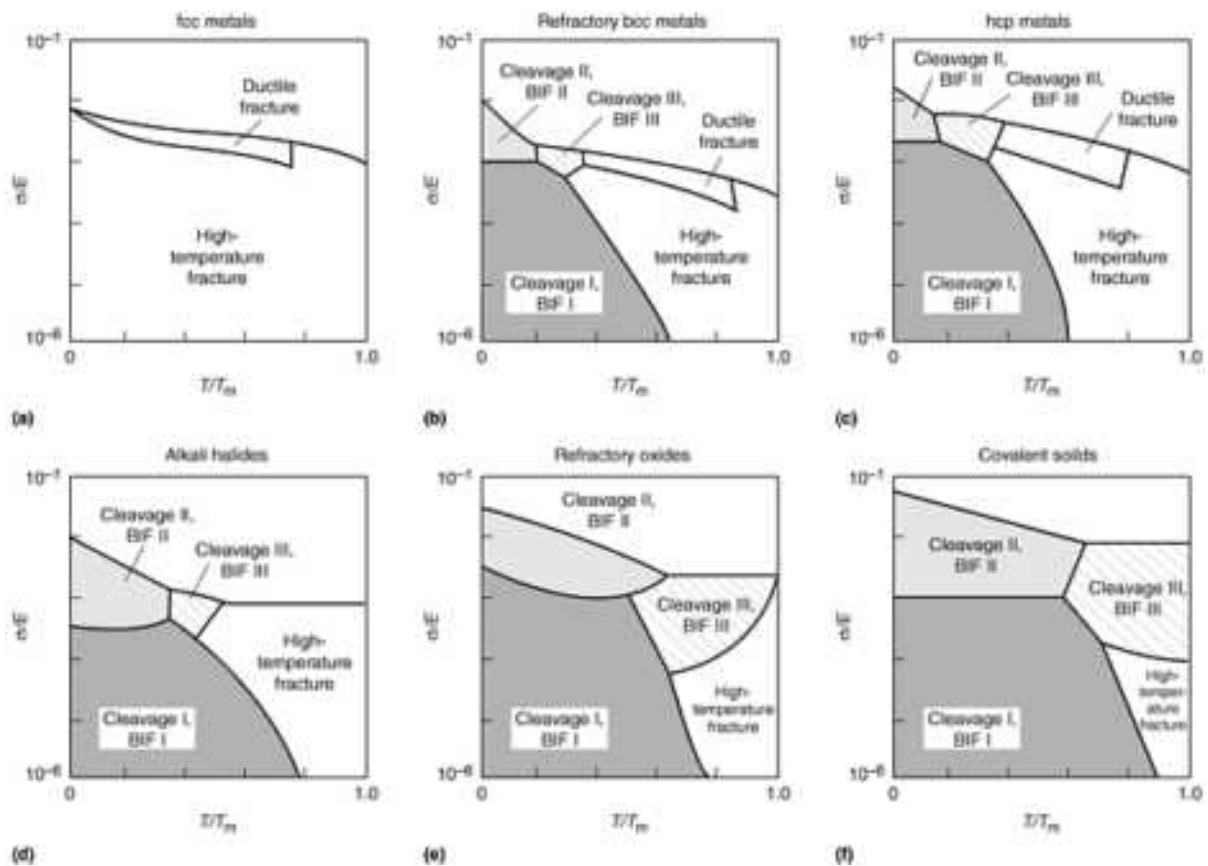 fcc metals
10⁻¹
Ductile
fracture
σ/E
High-
temperature
fracture
10⁻⁶
0
1.0
T/Tₘ
(a)
Refractory bcc metals
10⁻¹
Cleavage II,
BIF II
Cleavage III,
BIF III
Ductile
fracture
σ/E
High-
temperature
fracture
Cleavage I,
BIF I
10⁻⁶
0
1.0
T/Tₘ
(b)
hcp metals
10⁻¹
Cleavage II,
BIF II
Cleavage III,
BIF III
Ductile
fracture
σ/E
High-
temperature
fracture
Cleavage I,
BIF I
10⁻⁶
0
1.0
T/Tₘ
(c)
Alkali halides
10⁻¹
Cleavage II,
BIF II
Cleavage III,
BIF III
σ/E
High-
temperature
fracture
Cleavage I,
BIF I
10⁻⁶
0
1.0
T/Tₘ
(d)
Refractory oxides
10⁻¹
Cleavage II,
BIF II
Cleavage III,
BIF III
σ/E
High-
temperature
fracture
Cleavage I,
BIF I
10⁻⁶
0
1.0
T/Tₘ
(e)
Covalent soilds
10⁻¹
Cleavage II,
BIF II
Cleavage III,
BIF III
σ/E
High-
temper-
ature
fracture
Cleavage I,
BIF I
10⁻⁶
0
1.0
T/Tₘ
(f)